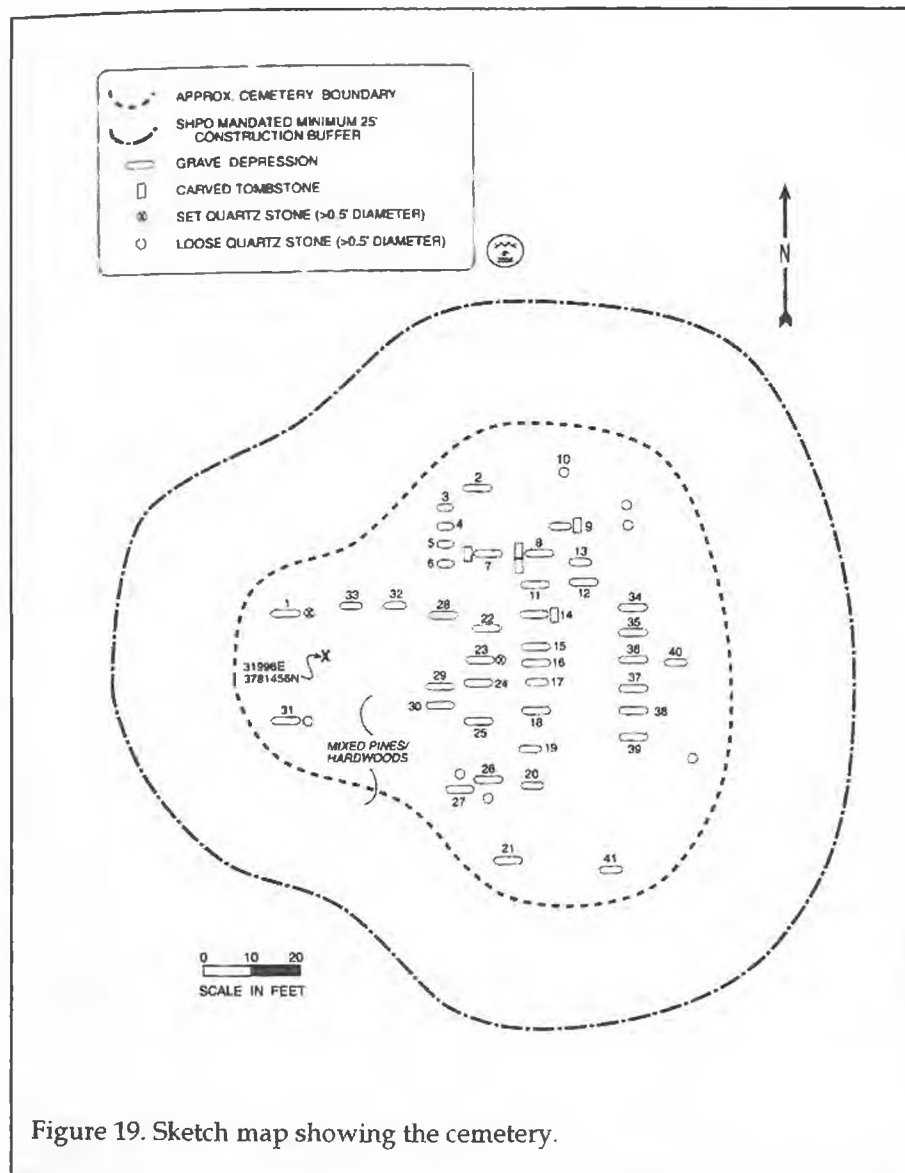 APPROX. CEMETERY BOUNDARY
SHPO MANDATED MINIMUM 25'
CONSTRUCTION BUFFER
GRAVE DEPRESSION
CARVED TOMBSTONE
SET QUARTZ STONE (>0.5' DIAMETER)
LOOSE QUARTZ STONE (>0.5' DIAMETER)
2004
N
10
2
3
4
9
5
8
6
7
13
11
12
1
33
32
28
14
34
22
35
15
23
16
36
40
31996E
3781456N
X
29
24
17
37
30
18
38
31
25
MIXED PINES/
HARDWOODS
19
39
26
27
20
21
41
0 10 20
SCALE IN FEET
Figure 19. Sketch map showing the cemetery.